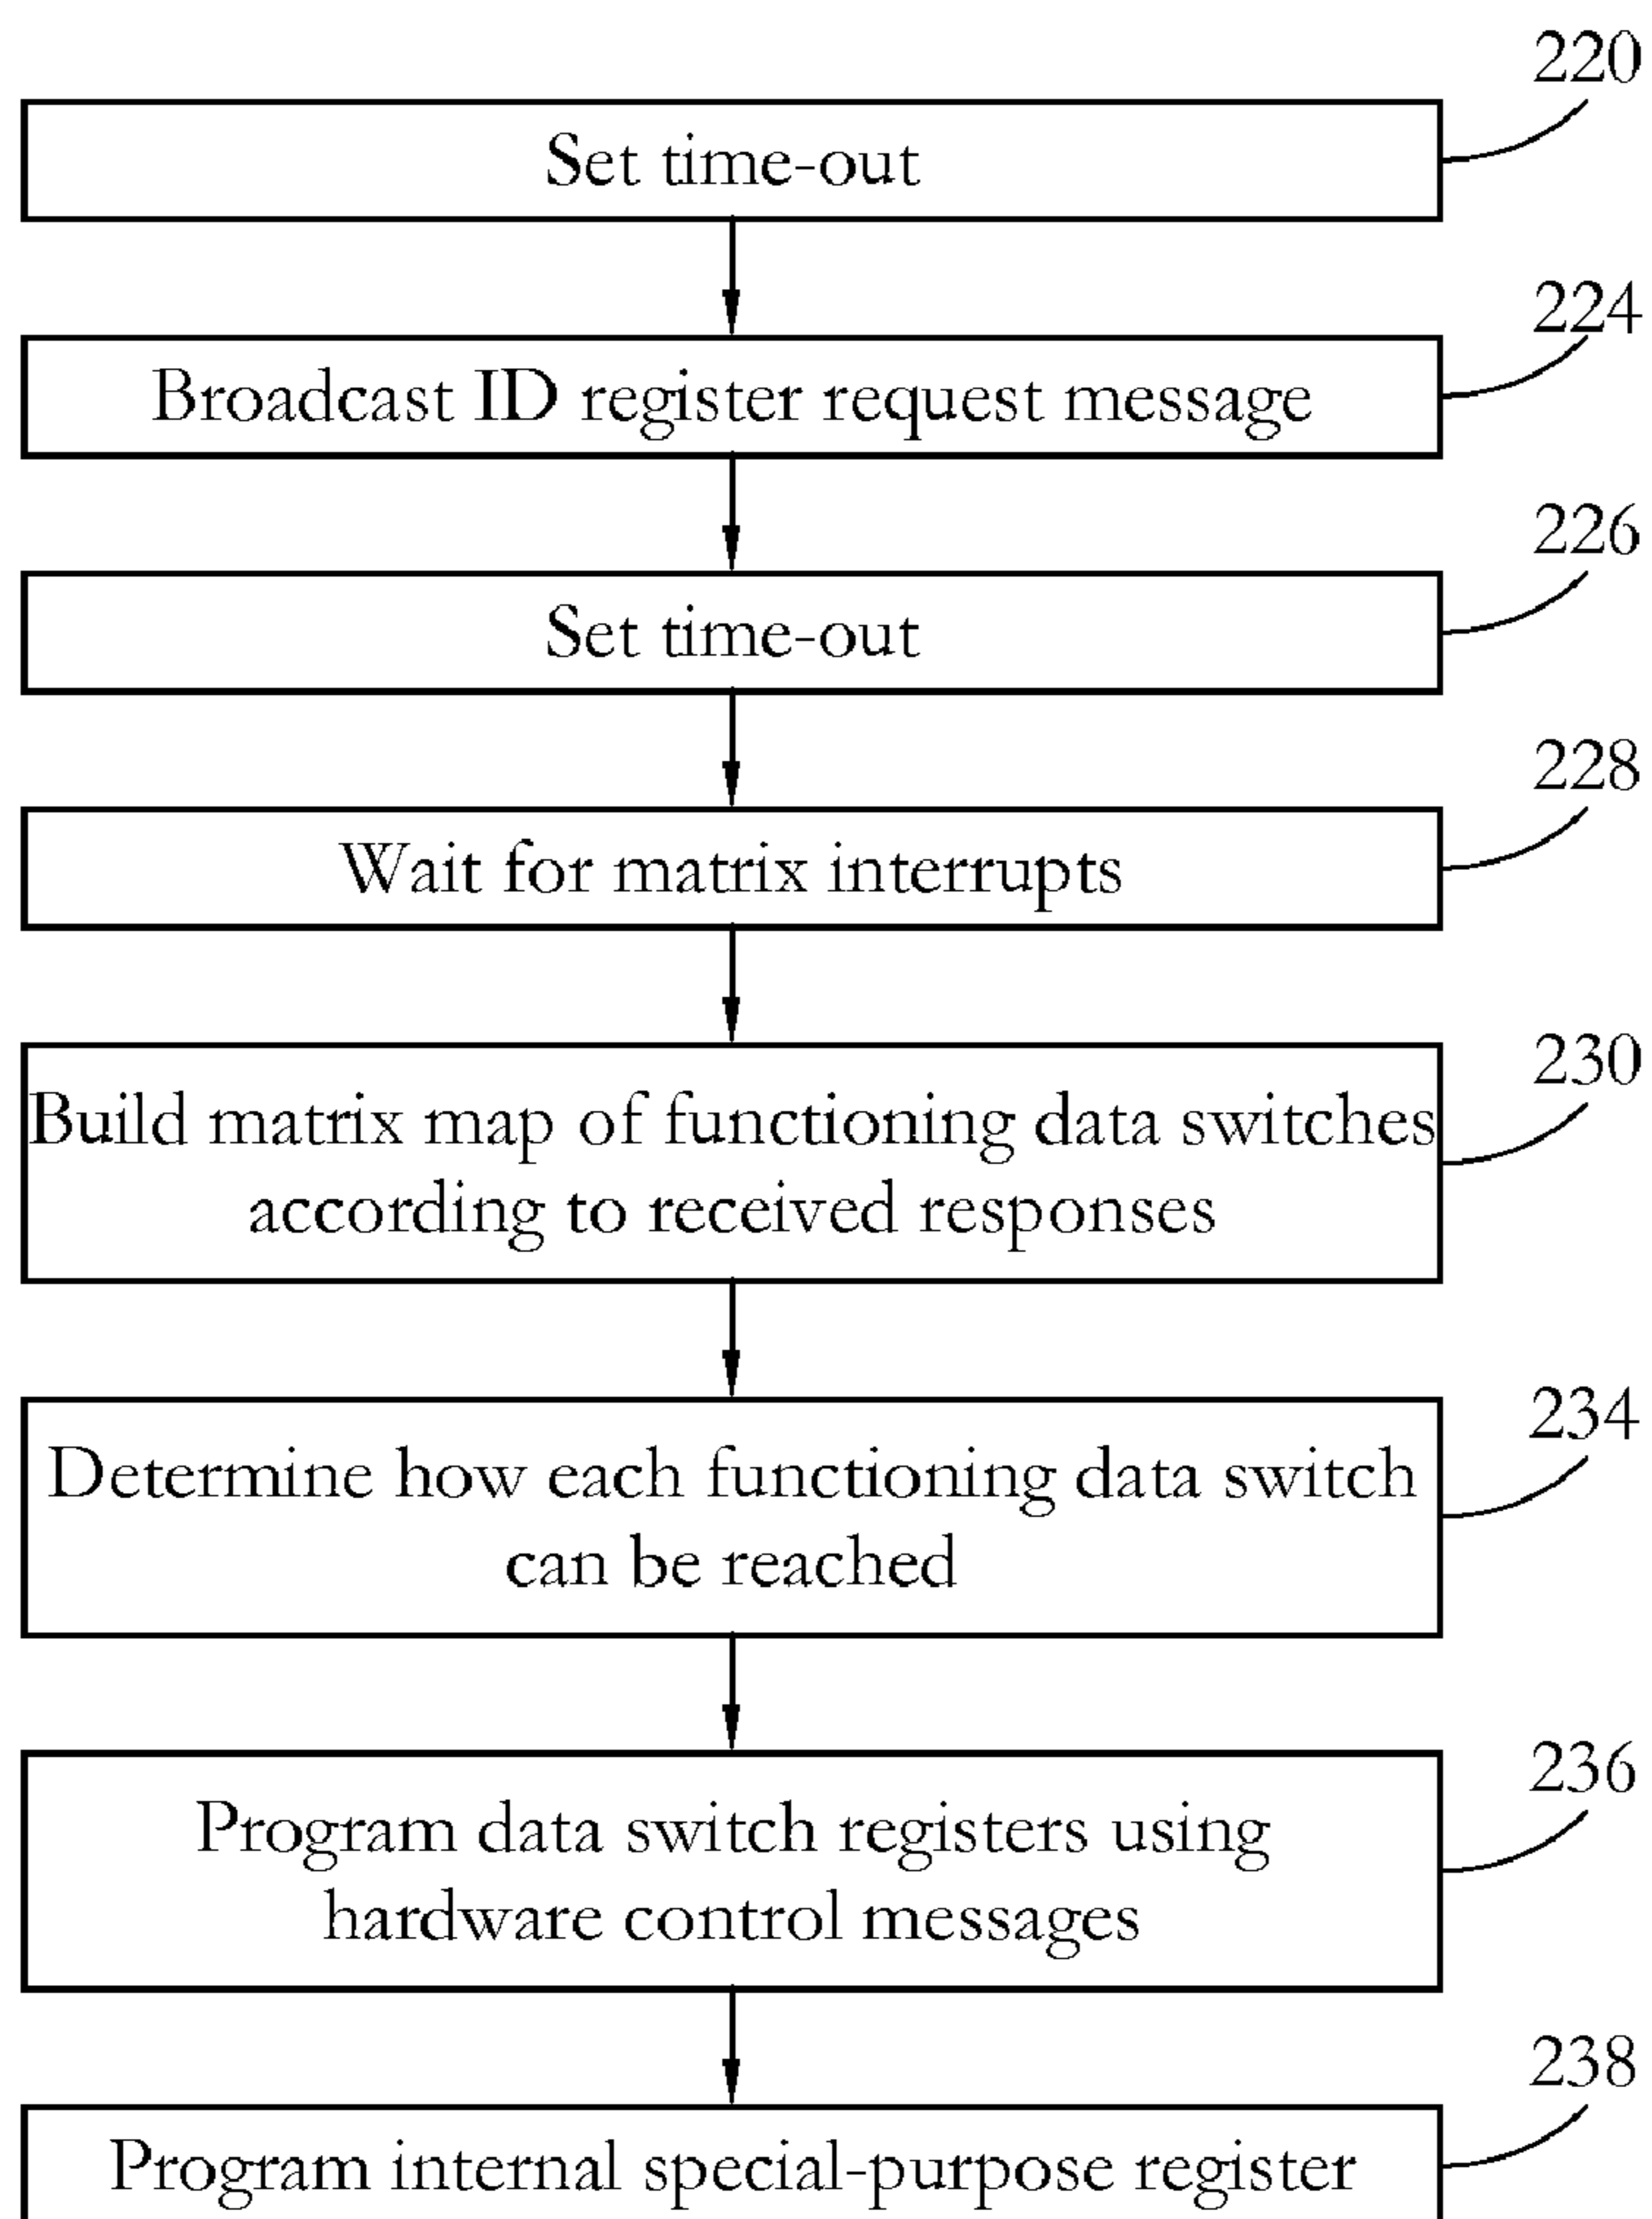 220
Set time-out
224
Broadcast ID register request message
226
Set time-out
228
Wait for matrix interrupts
230
Build matrix map of functioning data switches
according to received responses
234
Determine how each functioning data switch
can be reached
236
Program data switch registers using
hardware control messages
238
Program internal special-purpose register